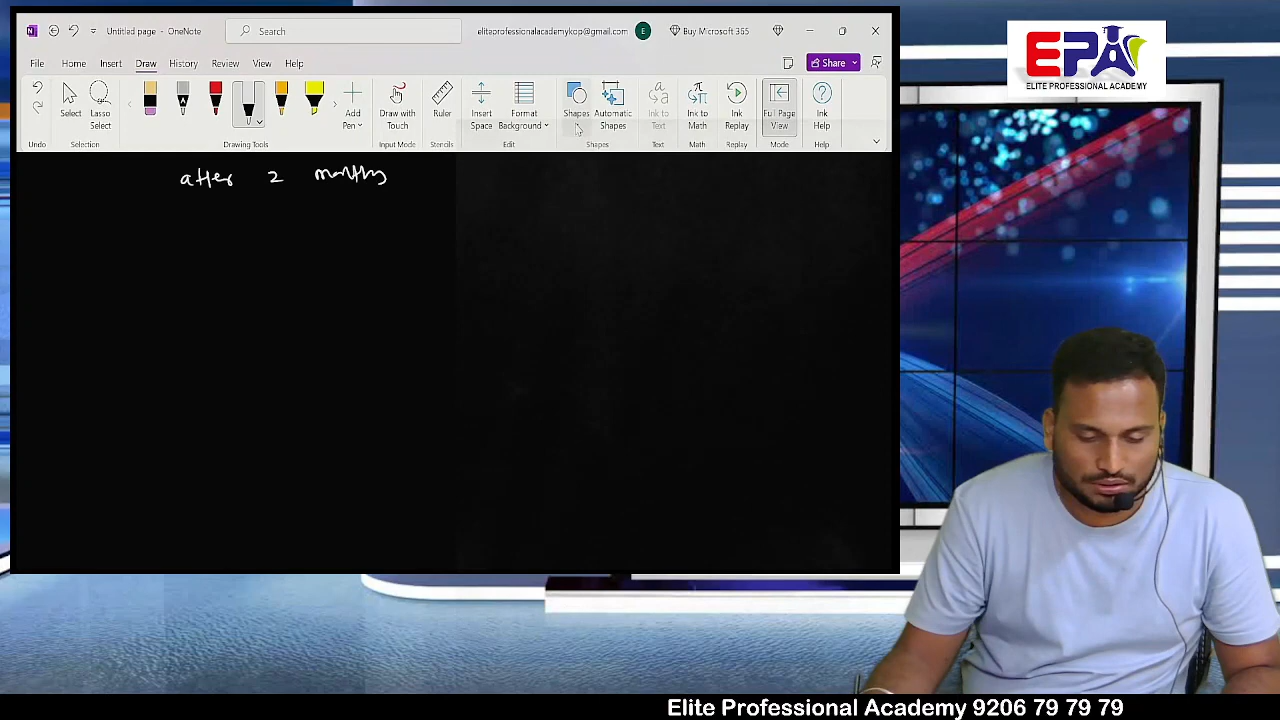 Untitled page - OneNote
Search
eliteprofessionalacademykop@gmail.com
E
Buy Microsoft 365
File Home Insert Draw History Review View Help
Share
Undo
Select
Lasso Select
Selection
Drawing Tools
Add Pen
Draw with Touch
Input Mode
Ruler
Stencils
Insert Space
Format Background
Edit
Shapes
Automatic Shapes
Shapes
Ink to Text
Text
Ink to Math
Math
Ink Replay
Replay
Full Page View
Mode
Ink Help
Help
after 2 months
EPA
ELITE PROFESSIONAL ACADEMY
Elite Professional Academy 9206 79 79 79